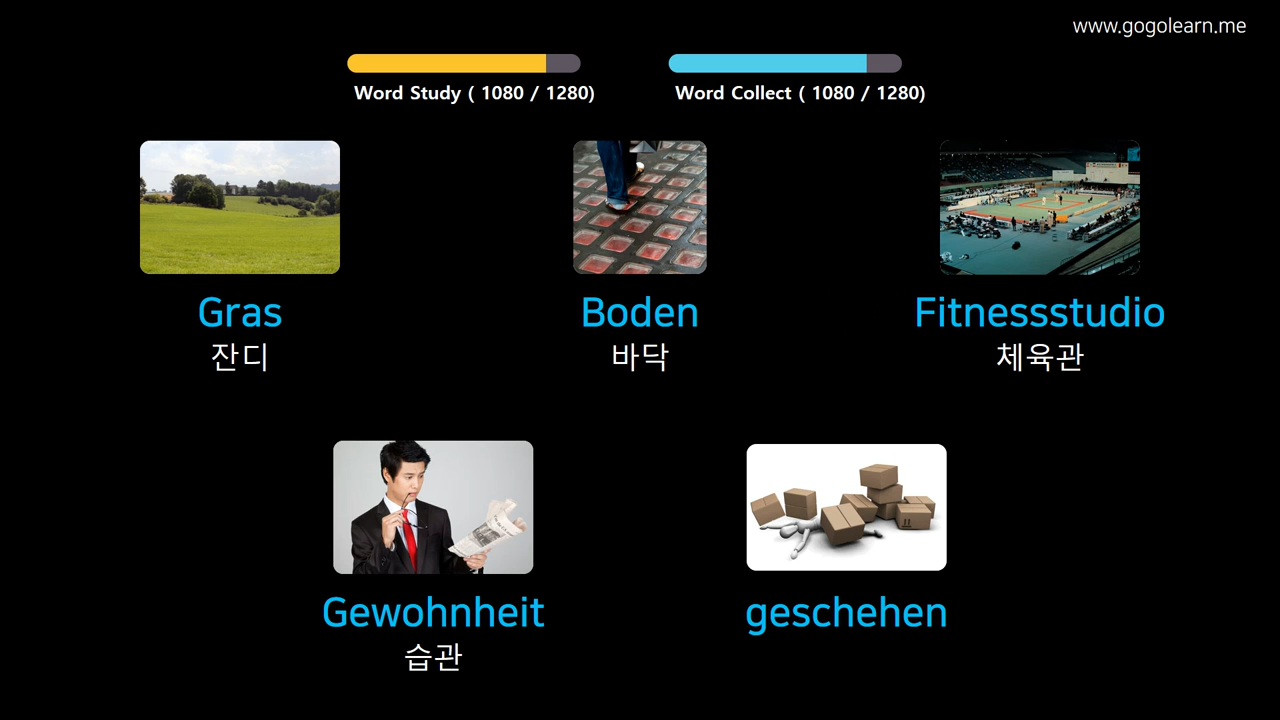 www.gogolearn.me
Word Study ( 1080 / 1280)
Word Collect ( 1080 / 1280)
Gras
잔디
Boden
바닥
Fitnessstudio
체육관
Gewohnheit
습관
geschehen